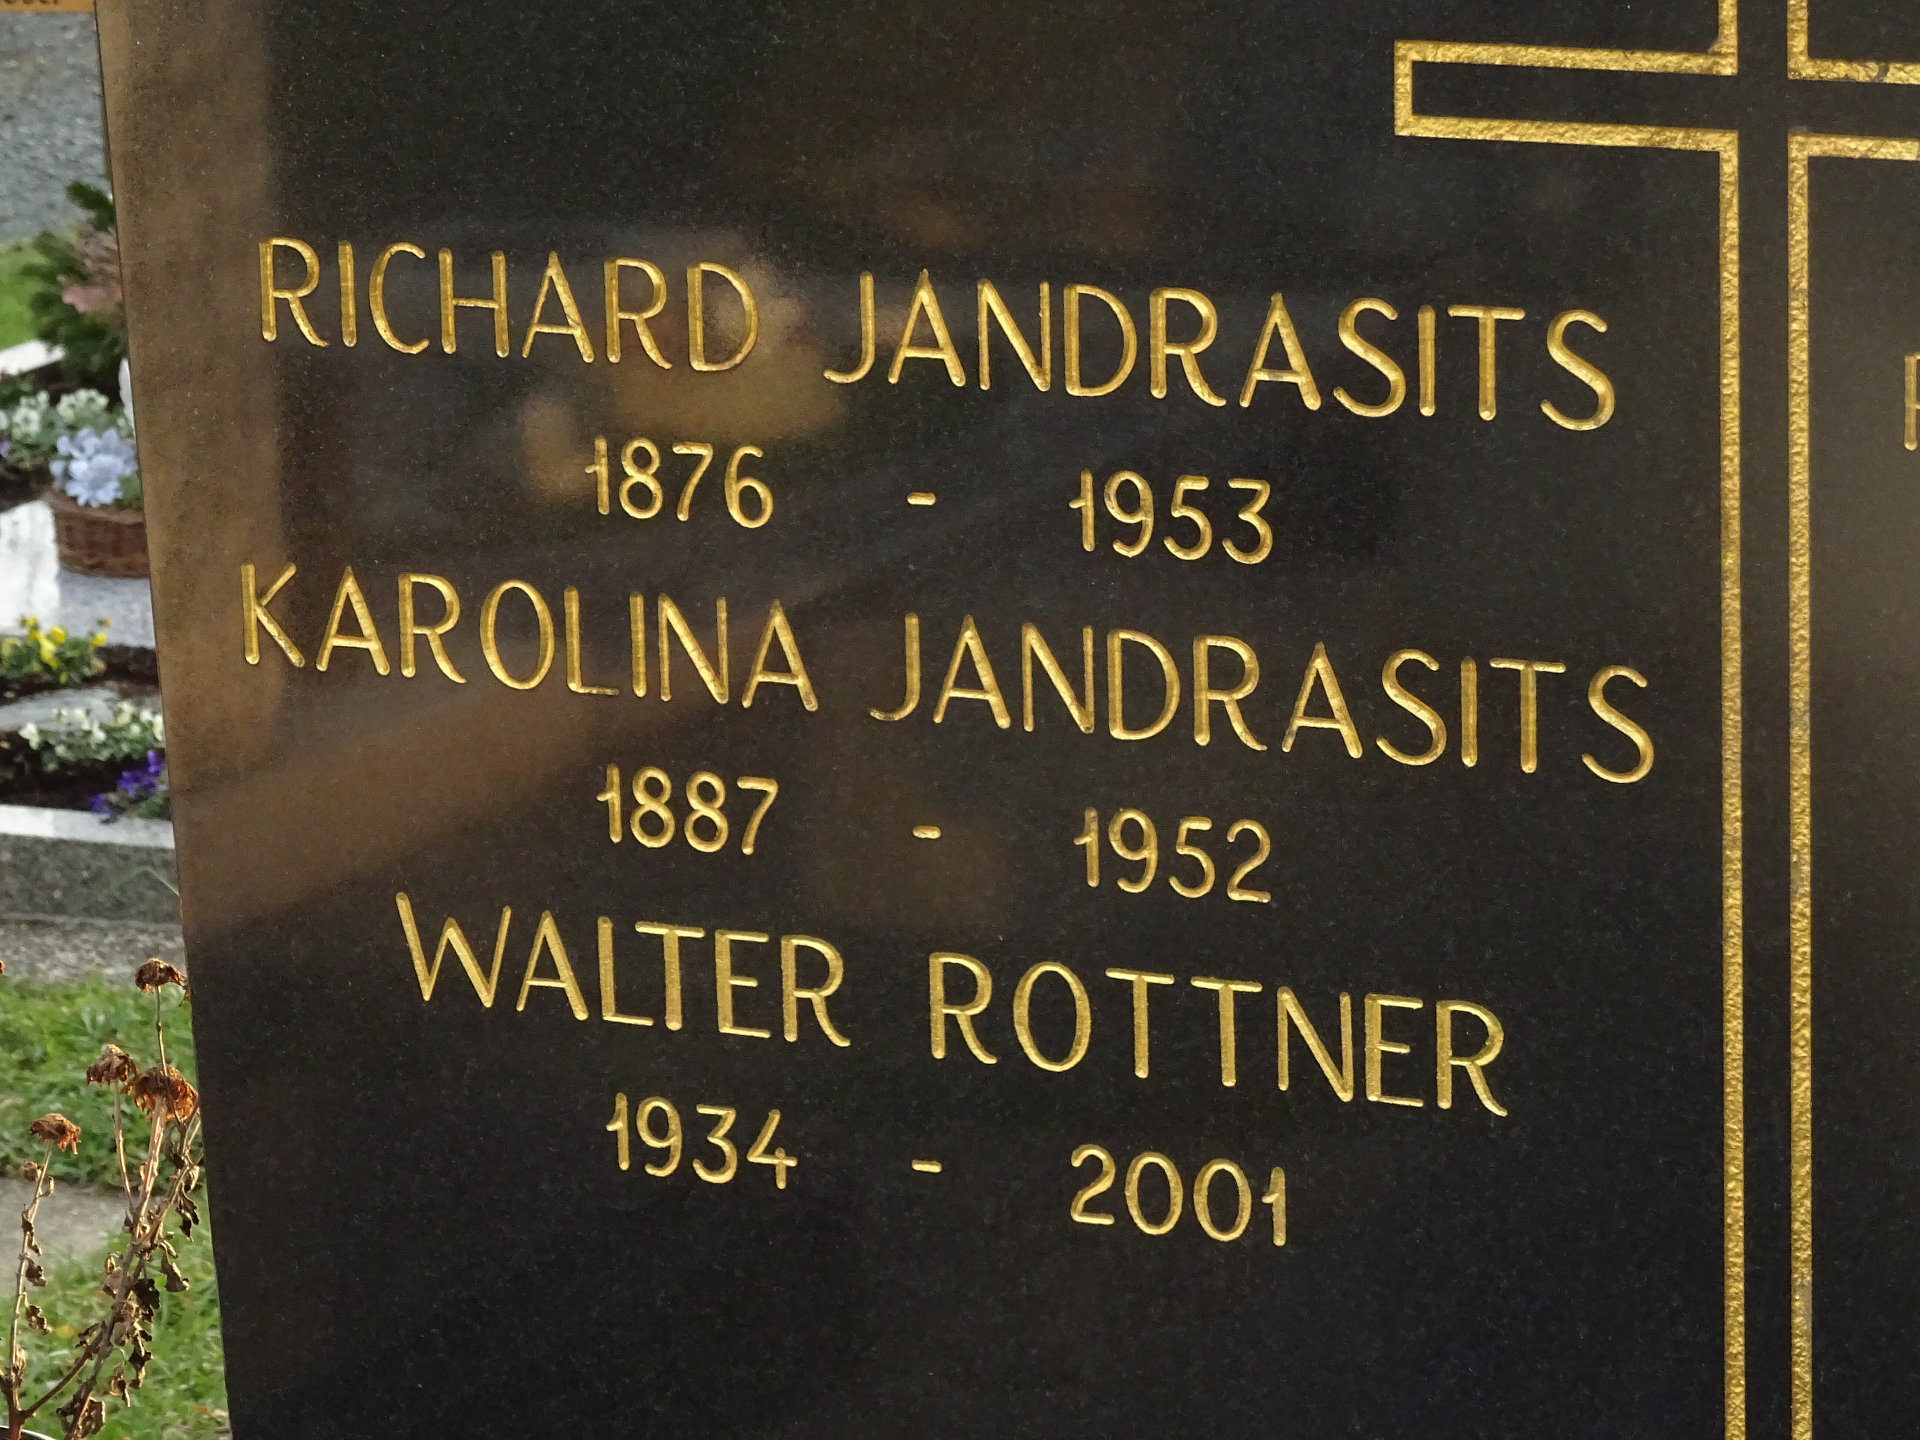 RICHARD JANDRASITS
1876 - 1953
KAROLINA JANDRASITS
1887 - 1952
WALTER ROTTNER
1934 - 2001